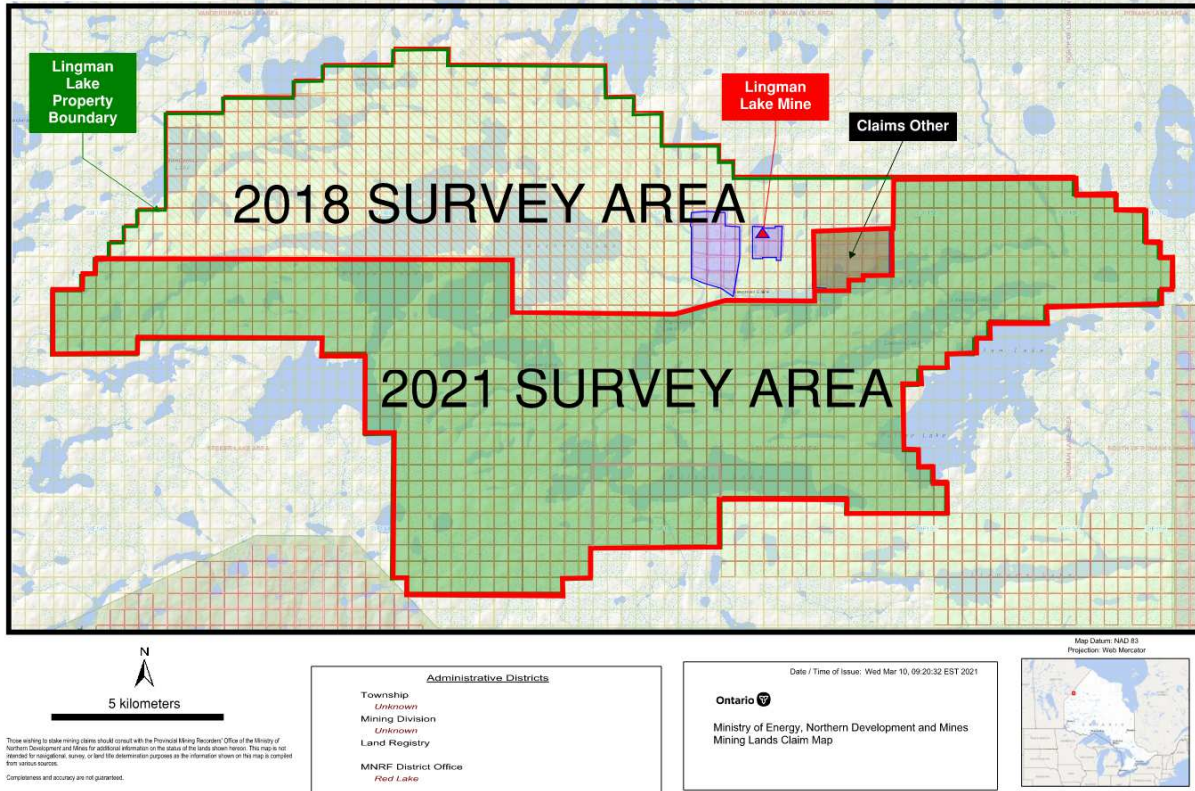 Lingman
Lake
Property
Boundary
Lingman
Lake Mine
Claims Other
2018 SURVEY AREA
2021 SURVEY AREA
N
5 kilometers
Those wishing to stake mining claims should consult with the Provincial Mining Recorders' Office of the Ministry of
Northern Development and Mines for additional information on the status of the lands shown hereon. This map is not
intended for navigational, survey, or land title determination purposes as the information shown on this map is compiled
from various sources.
Completeness and accuracy are not guaranteed.
Administrative Districts
Township
Unknown
Mining Division
Unknown
Land Registry
MNRF District Office
Red Lake
Date / Time of Issue: Wed Mar 10, 09:20:32 EST 2021
Ontario
Ministry of Energy, Northern Development and Mines
Mining Lands Claim Map
Map Datum: NAD 83
Projection: Web Mercator